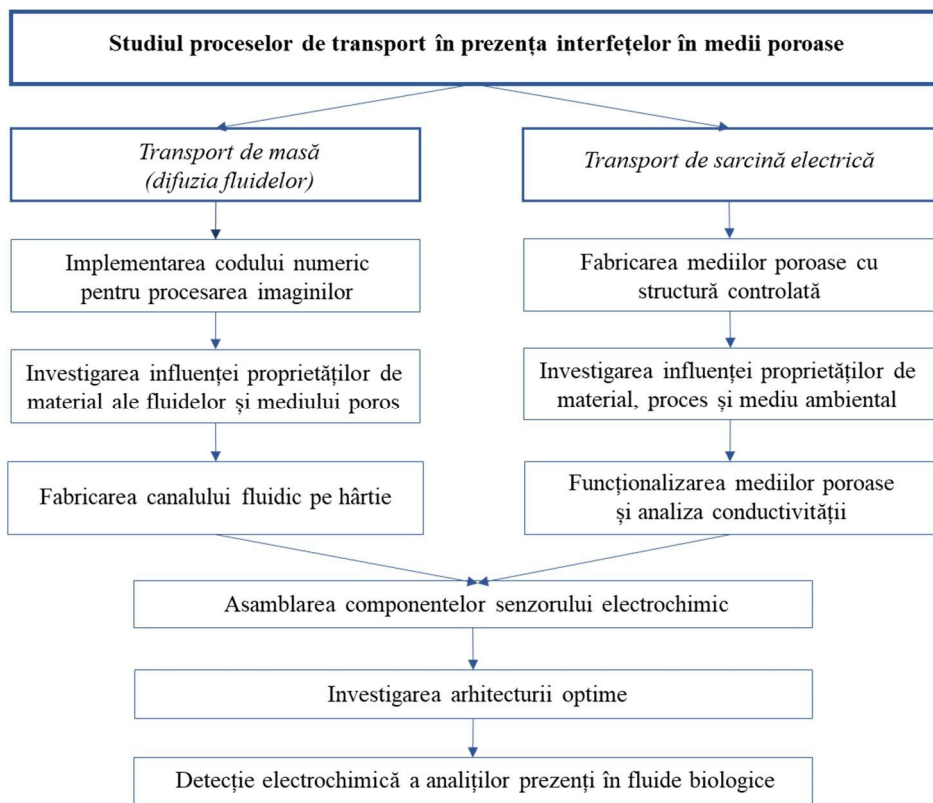 Studiul proceselor de transport în prezența interfețelor în medii poroase
Transport de masă
(difuzia fluidelor)
Implementarea codului numeric
pentru procesarea imaginilor
Investigarea influenței proprietăților de
material ale fluidelor și mediului poros
Fabricarea canalului fluidic pe hârtie
Transport de sarcină electrică
Fabricarea mediilor poroase cu
structură controlată
Investigarea influenței proprietăților de
material, proces și mediu ambiental
Funcționalizarea mediilor poroase
și analiza conductivității
Asamblarea componentelor senzorului electrochimic
Investigarea arhitecturii optime
Detecție electrochimică a analiților prezenți în fluide biologice